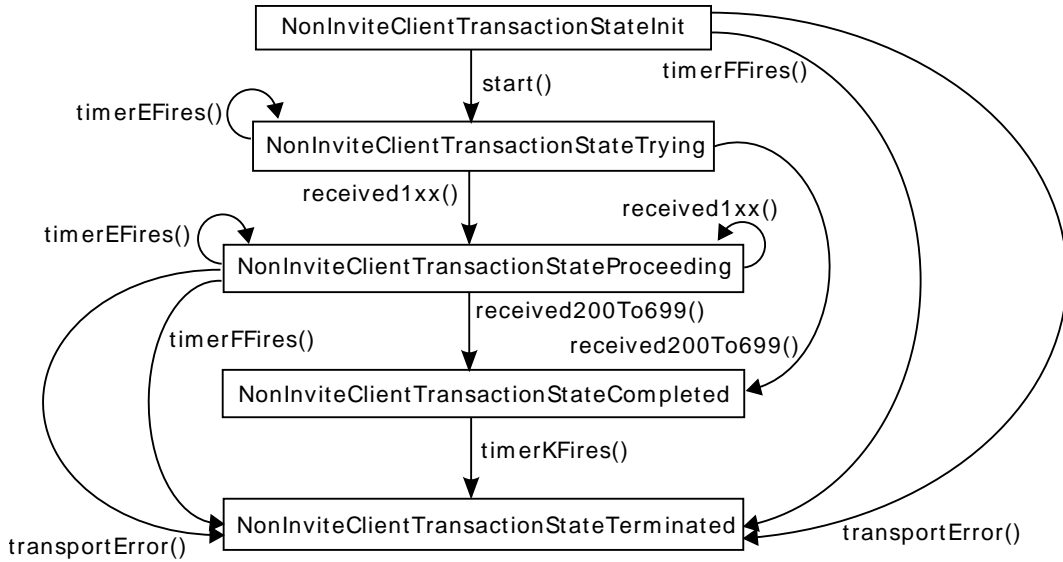 NonInviteClientTransactionStateInit
timerFFires()
start()
timerEFires()
NonInviteClientTransactionStateTrying
received1xx()
received1xx()
timerEFires()
NonInviteClientTransactionStateProceeding
received200To699()
timerFFires()
received200To699()
NonInviteClientTransactionStateCompleted
timerKFires()
NonInviteClientTransactionStateTerminated
transportError()
transportError()